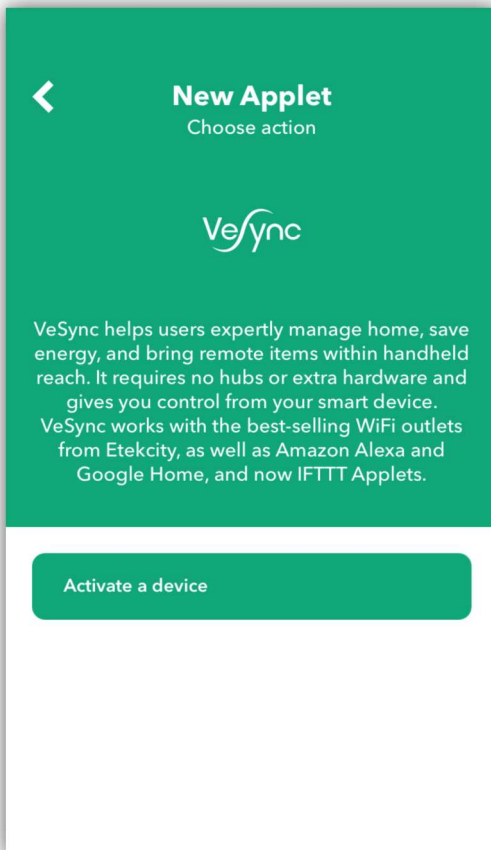 New Applet
Choose action
VeSync
VeSync helps users expertly manage home, save
energy, and bring remote items within handheld
reach. It requires no hubs or extra hardware and
gives you control from your smart device.
VeSync works with the best-selling WiFi outlets
from Etekcity, as well as Amazon Alexa and
Google Home, and now IFTTT Applets.
Activate a device